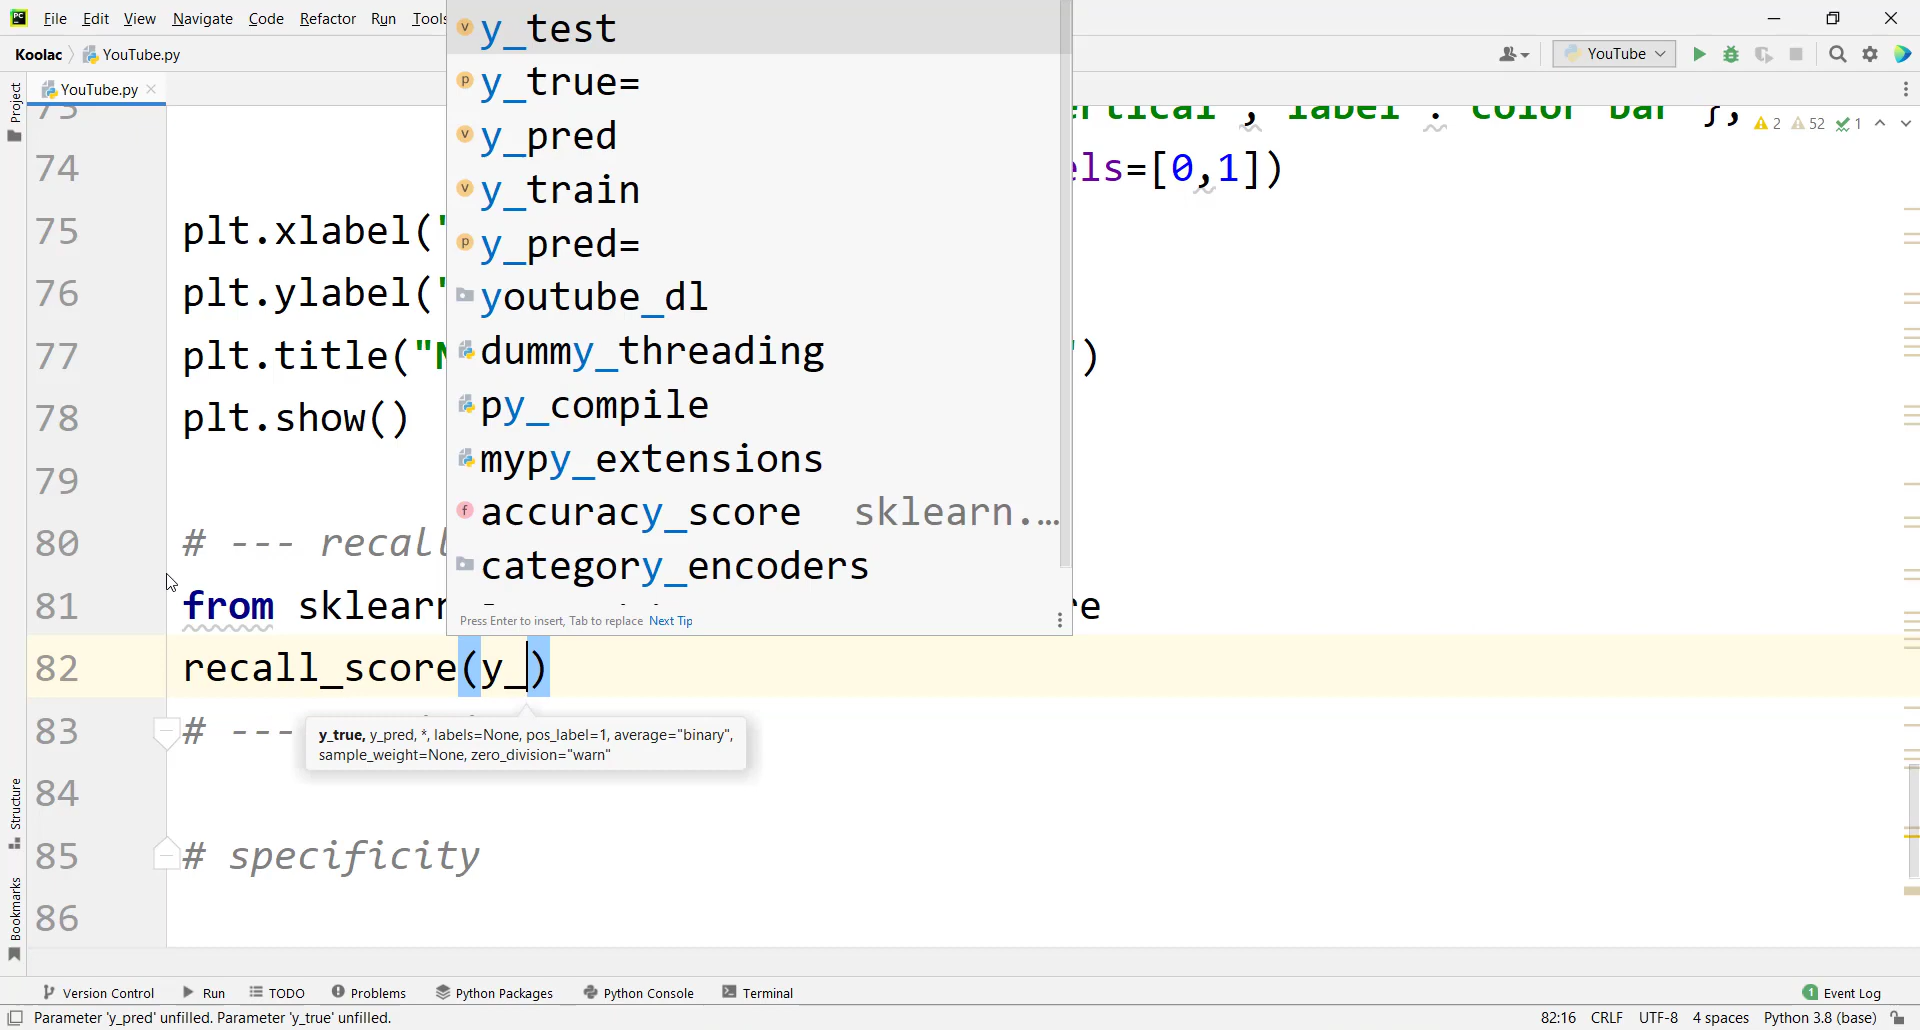 File Edit View Navigate Code Refactor Run Tools
Koolac YouTube.py
YouTube
YouTube.py
Project
Structure
Bookmarks
2 52 1
74 els=[0,1])
75 plt.xlabel("
76 plt.ylabel("
77 plt.title(" ")
78 plt.show()
79
80 # --- recall
81 from sklearn re
82 recall_score(y_)
83 # ---
84
85 # specificity
86
y_test
y_true=
y_pred
y_train
y_pred=
youtube_dl
dummy_threading
py_compile
mypy_extensions
accuracy_score sklearn.…
category_encoders
Press Enter to insert, Tab to replace Next Tip
y_true, y_pred, *, labels=None, pos_label=1, average="binary",
sample_weight=None, zero_division="warn"
Version Control Run TODO Problems Python Packages Python Console Terminal 1 Event Log
Parameter 'y_pred' unfilled. Parameter 'y_true' unfilled. 82:16 CRLF UTF-8 4 spaces Python 3.8 (base)